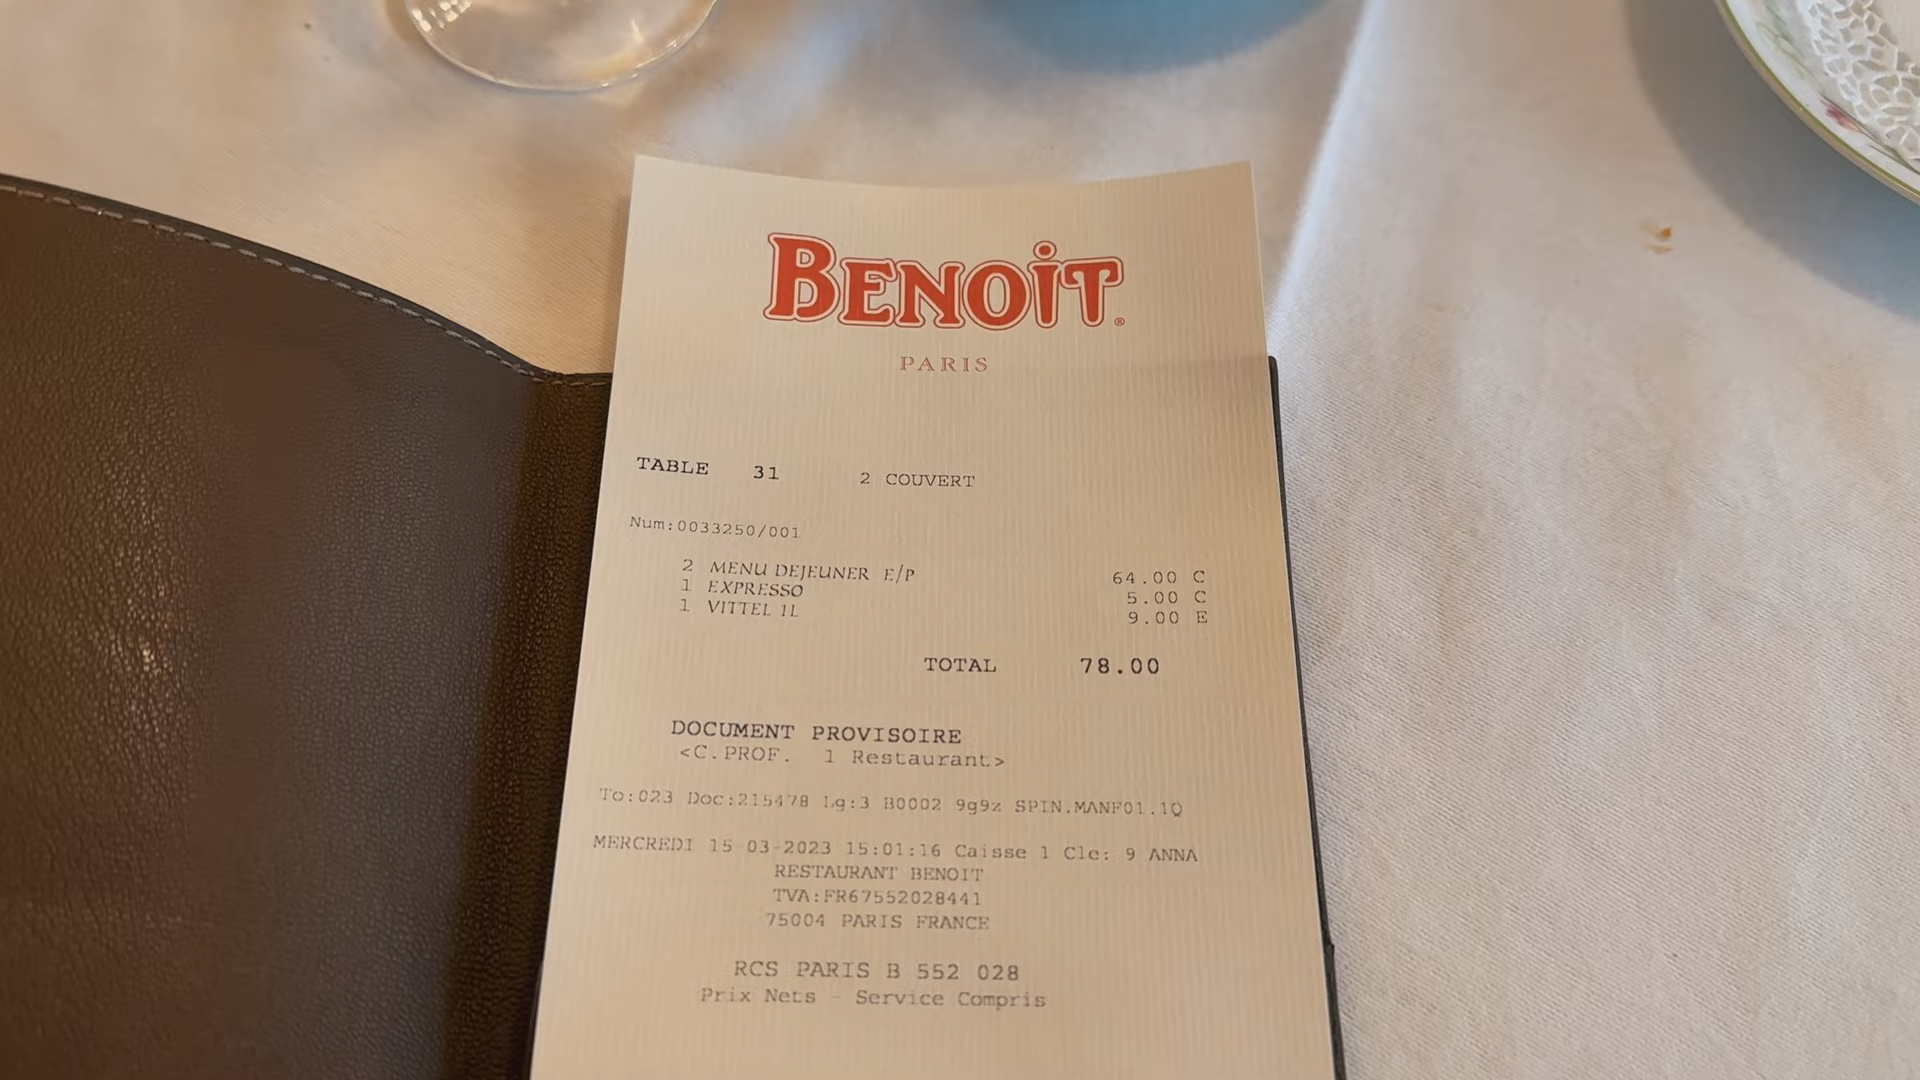 BENOIT®
PARIS
TABLE 31 2 COUVERT
Num:0033250/001
2 MENU DEJEUNER E/P 64.00 C
1 EXPRESSO 5.00 C
1 VITTEL 1L 9.00 E
TOTAL 78.00
DOCUMENT PROVISOIRE
<C.PROF. 1 Restaurant>
To:023 Doc:215478 Lg:3 B0002 9g9z SPIN.MANF01.1Q
MERCREDI 15-03-2023 15:01:16 Caisse 1 Cle: 9 ANNA
RESTAURANT BENOIT
TVA:FR67552028441
75004 PARIS FRANCE
RCS PARIS B 552 028
Prix Nets - Service Compris